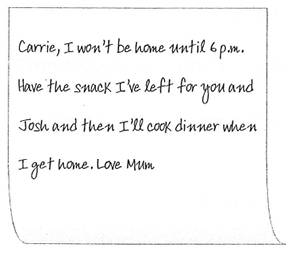 Carrie, I won't be home until 6 p.m.
Have the snack I've left for you and
Josh and then I'll cook dinner when
I get home. Love Mum